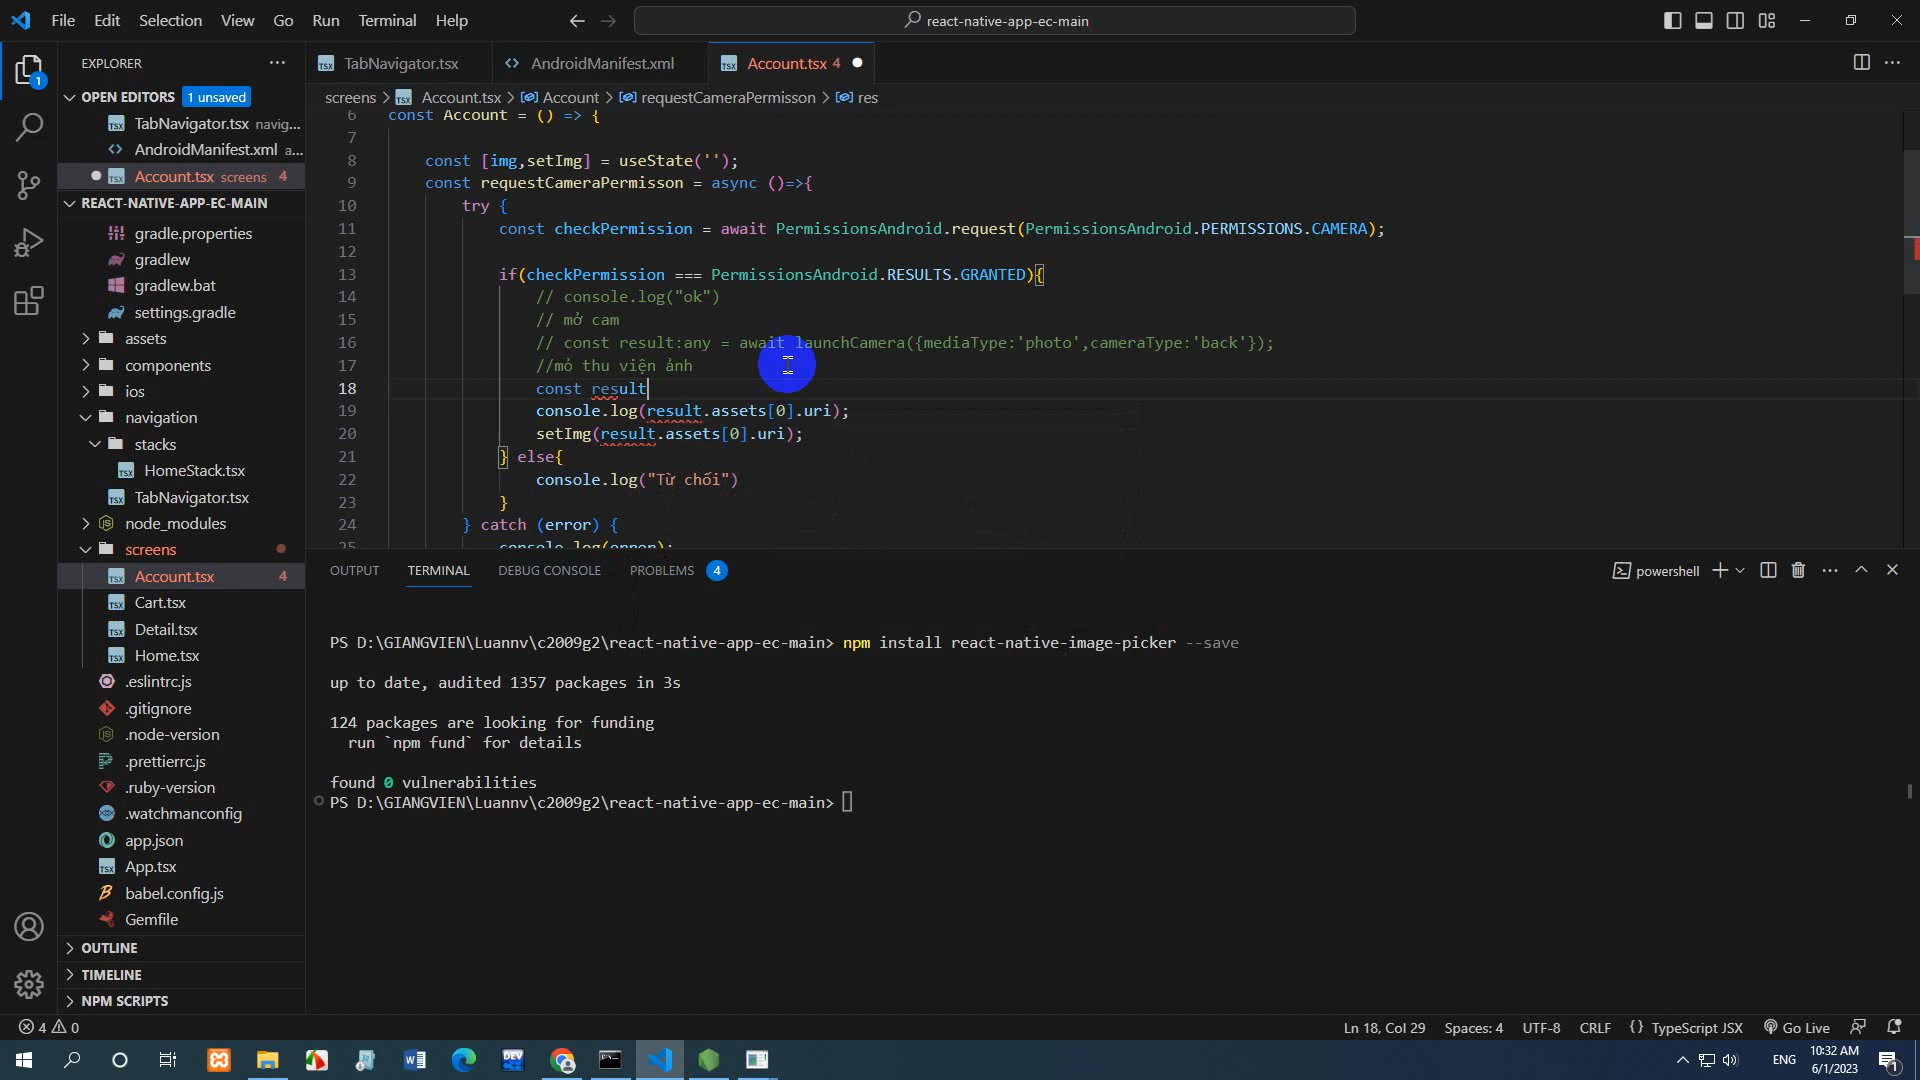 File Edit Selection View Go Run Terminal Help
react-native-app-ec-main
EXPLORER
OPEN EDITORS 1 unsaved
TabNavigator.tsx navig...
AndroidManifest.xml a...
Account.tsx screens 4
REACT-NATIVE-APP-EC-MAIN
gradle.properties
gradlew
gradlew.bat
settings.gradle
assets
components
ios
navigation
stacks
HomeStack.tsx
TabNavigator.tsx
node_modules
screens
Account.tsx 4
Cart.tsx
Detail.tsx
Home.tsx
.eslintrc.js
.gitignore
.node-version
.prettierrc.js
.ruby-version
.watchmanconfig
app.json
App.tsx
babel.config.js
Gemfile
OUTLINE
TIMELINE
NPM SCRIPTS
TabNavigator.tsx AndroidManifest.xml Account.tsx 4
screens > Account.tsx > Account > requestCameraPermisson > res
6 const Account = () => {
7
8 const [img,setImg] = useState('');
9 const requestCameraPermisson = async ()=>{
10 try {
11 const checkPermission = await PermissionsAndroid.request(PermissionsAndroid.PERMISSIONS.CAMERA);
12
13 if(checkPermission === PermissionsAndroid.RESULTS.GRANTED){
14 // console.log("ok")
15 // mở cam
16 // const result:any = await launchCamera({mediaType:'photo',cameraType:'back'});
17 //mỏ thu viện ảnh
18 const result
19 console.log(result.assets[0].uri);
20 setImg(result.assets[0].uri);
21 } else{
22 console.log("Từ chối")
23 }
24 } catch (error) {
25 console.log(error);
OUTPUT TERMINAL DEBUG CONSOLE PROBLEMS 4
powershell
PS D:\GIANGVIEN\Luannv\c2009g2\react-native-app-ec-main> npm install react-native-image-picker --save
up to date, audited 1357 packages in 3s
124 packages are looking for funding
run `npm fund` for details
found 0 vulnerabilities
PS D:\GIANGVIEN\Luannv\c2009g2\react-native-app-ec-main>
4 0
Ln 18, Col 29 Spaces: 4 UTF-8 CRLF {} TypeScript JSX Go Live
ENG
10:32 AM
6/1/2023